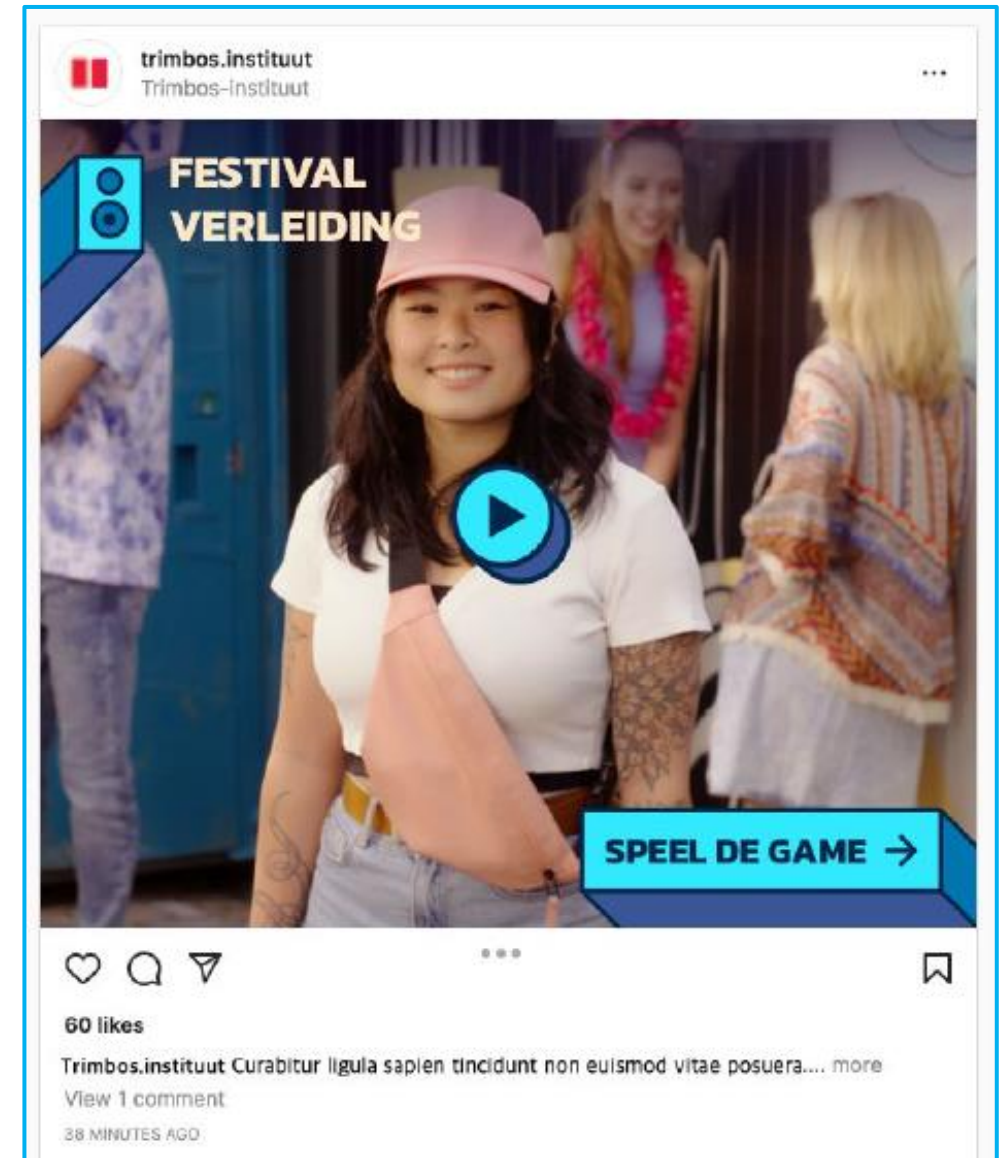 trimbos.instituut
Trimbos-instituut
FESTIVAL
VERLEIDING
SPEEL DE GAME →
60 likes
Trimbos.instituut Curabitur ligula sapien tincidunt non euismod vitae posuera.... more
View 1 comment
38 MINUTES AGO